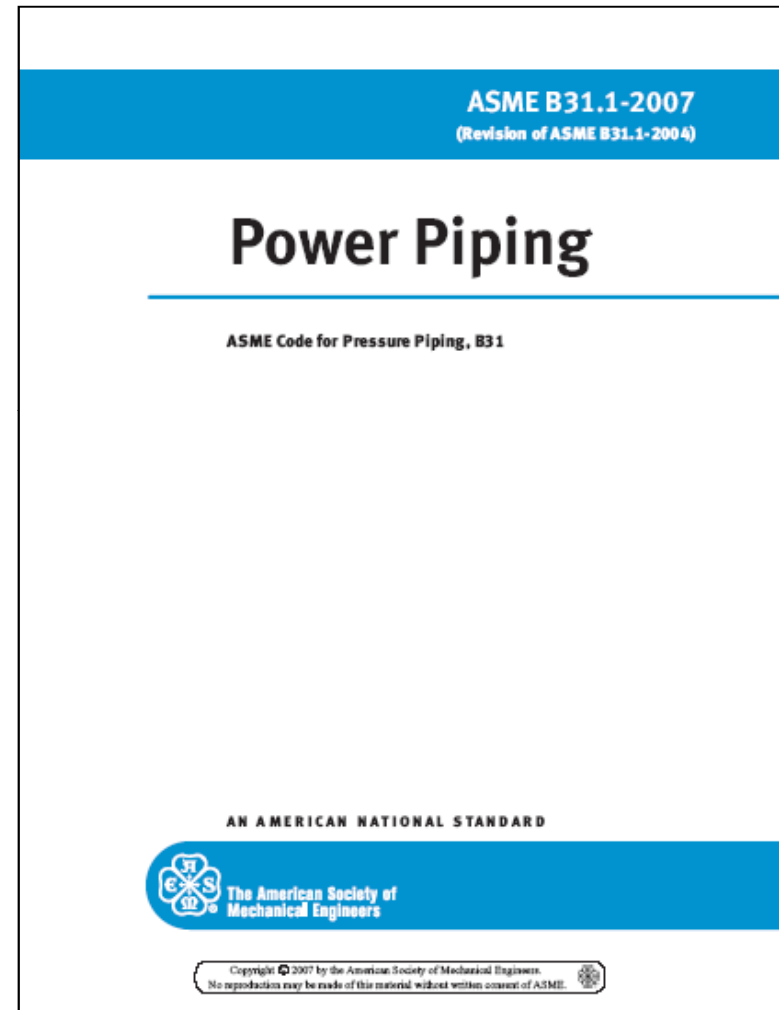 ASME B31.1-2007
(Revision of ASME B31.1-2004)
Power Piping
ASME Code for Pressure Piping, B31
AN AMERICAN NATIONAL STANDARD
A
E S
M
The American Society of
Mechanical Engineers
Copyright © 2007 by the American Society of Mechanical Engineers.
No reproduction may be made of this material without written consent of ASME.